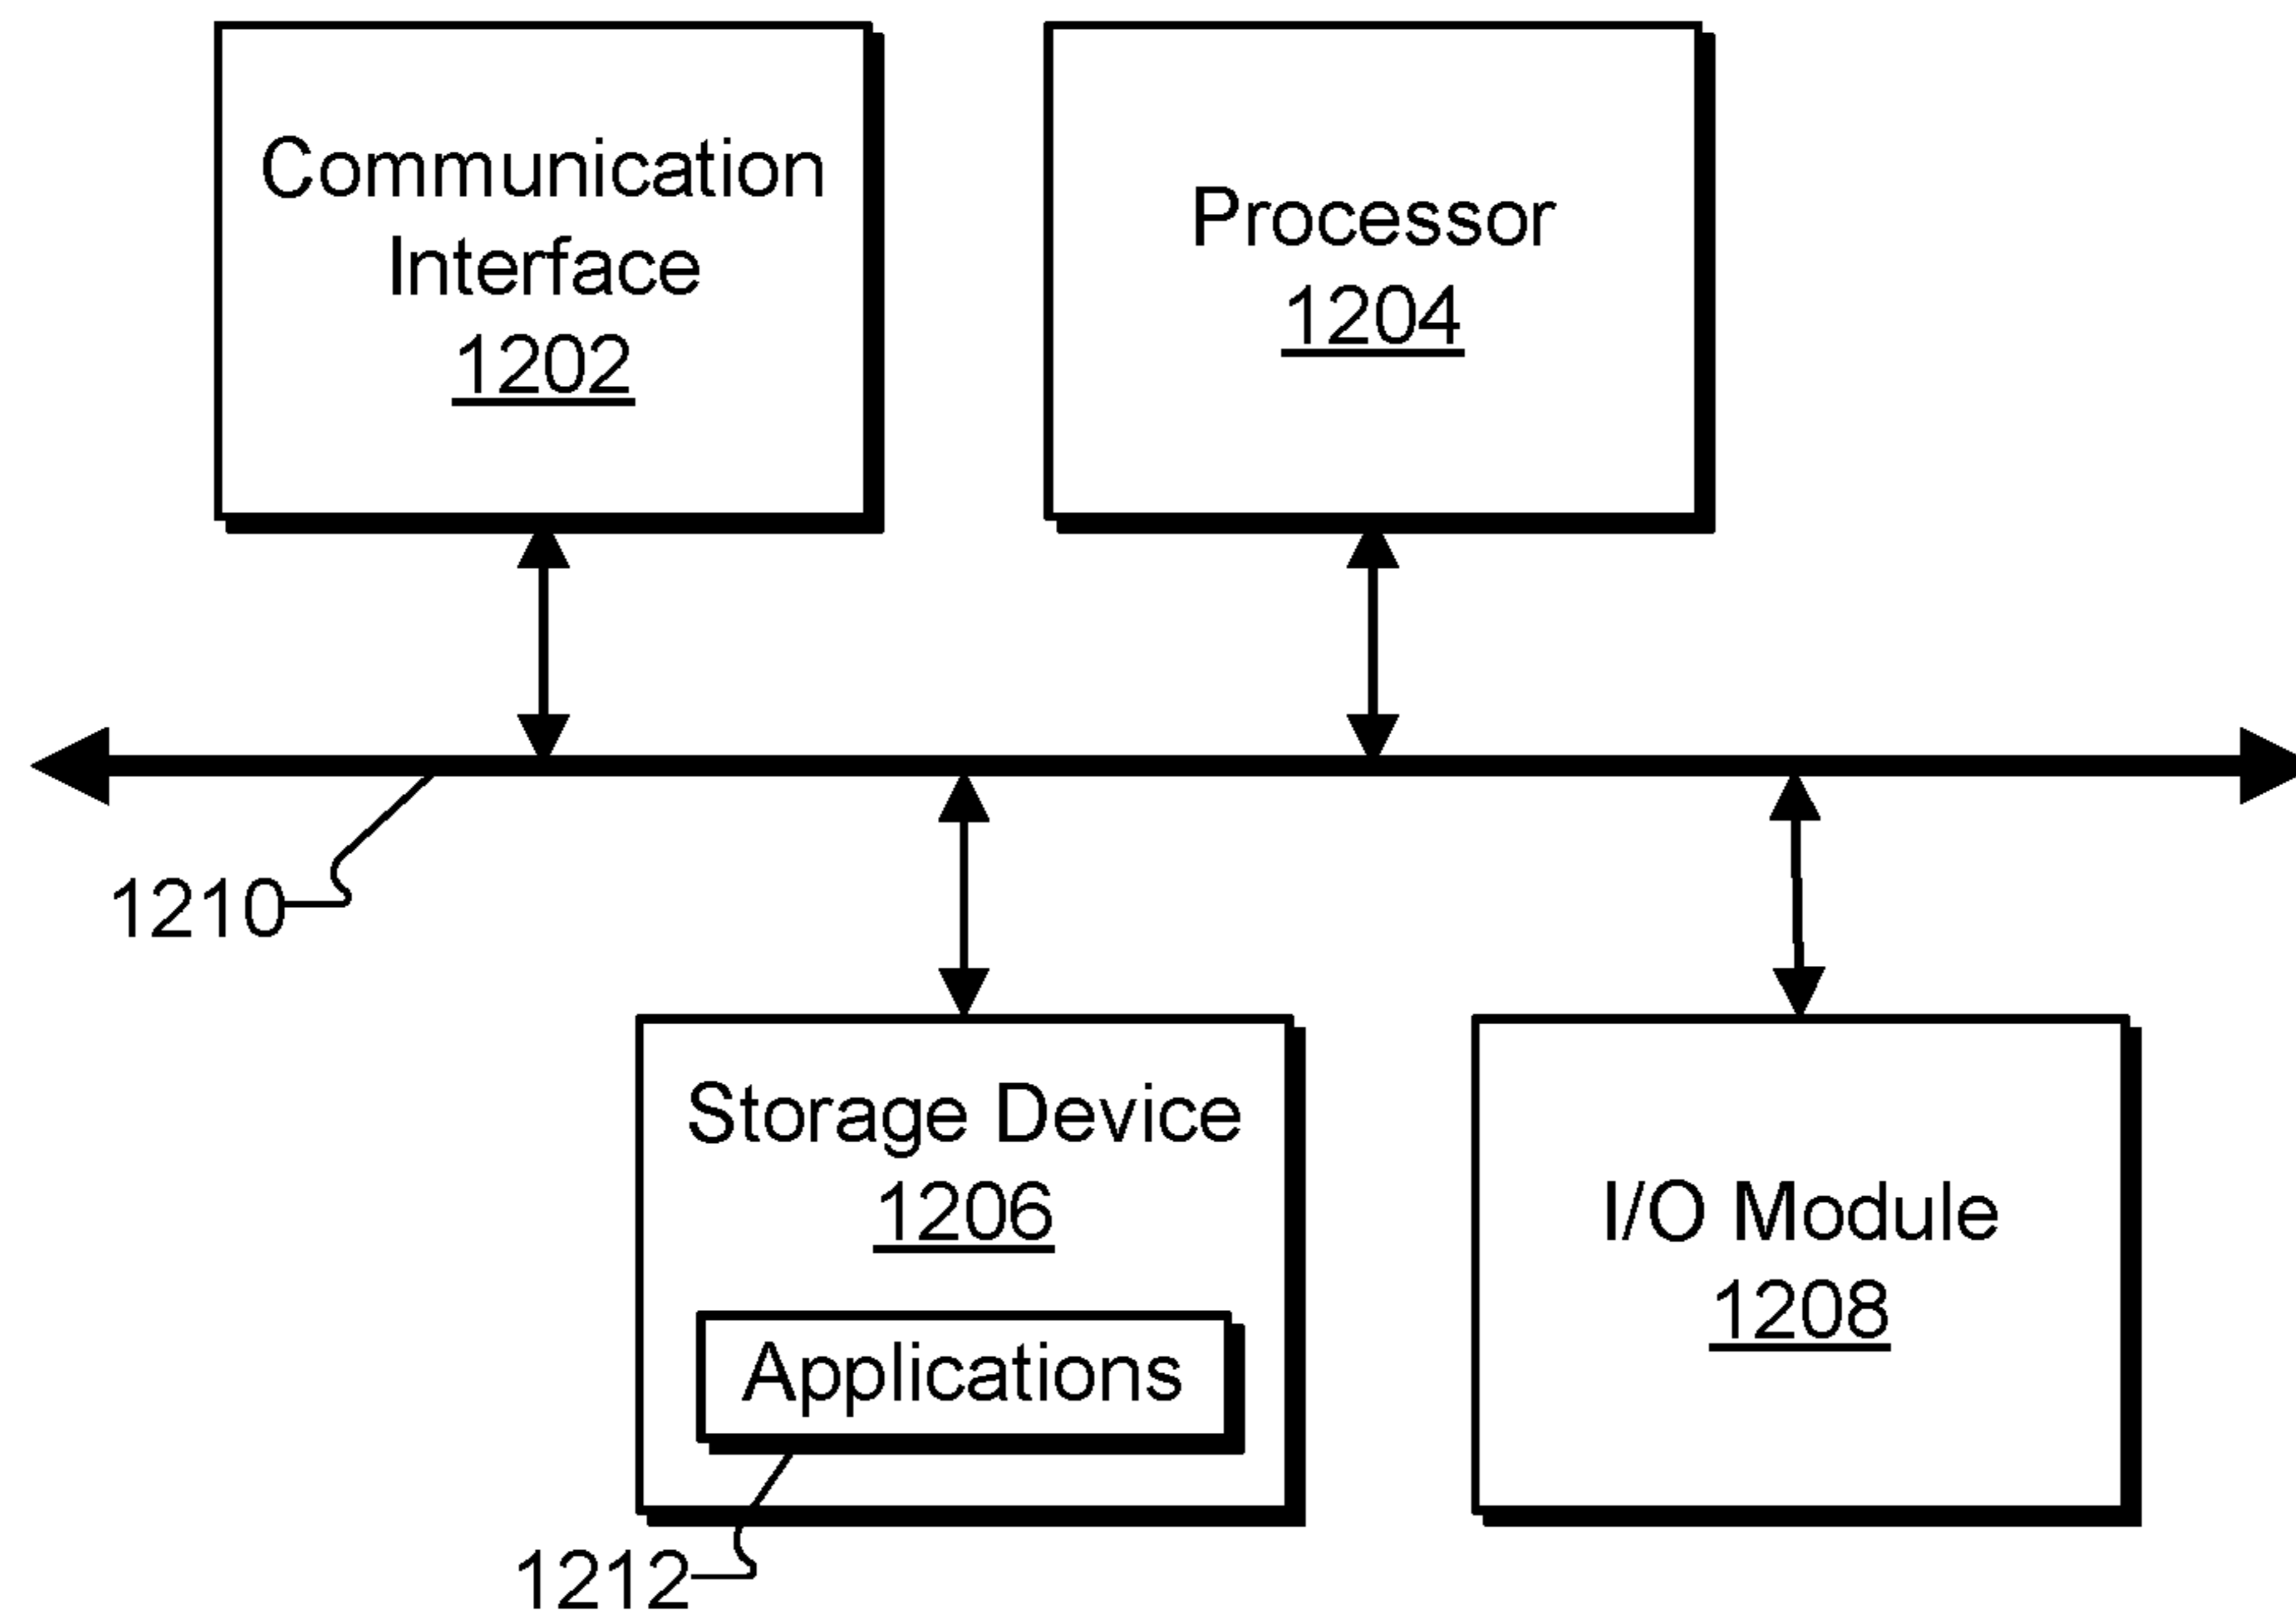 Communication
Interface
1202
Processor
1204
1210
Storage Device
1206
Applications
1212
I/O Module
1208